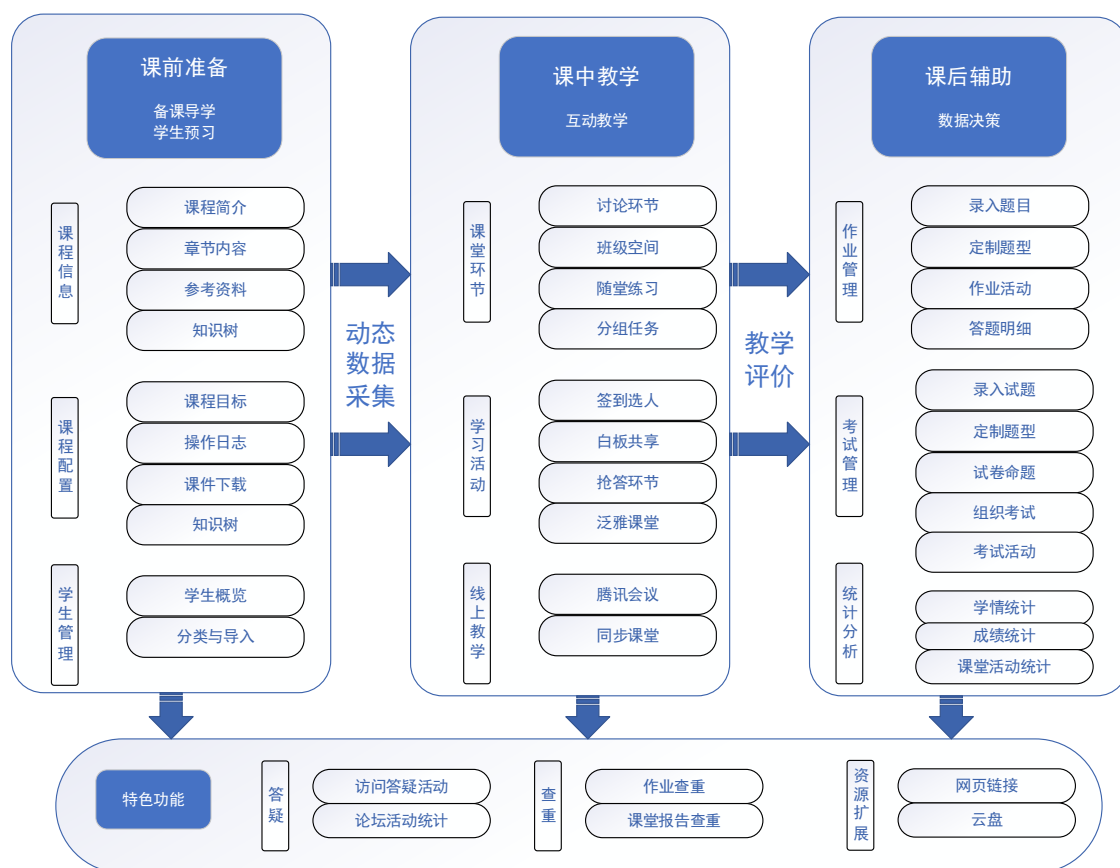 课前准备
备课导学
学生预习
课程信息
课程简介
章节内容
参考资料
知识树
课程配置
课程目标
操作日志
课件下载
知识树
学生管理
学生概览
分类与导入
动态
数据
采集
课中教学
互动教学
课堂环节
讨论环节
班级空间
随堂练习
分组任务
学习活动
签到选人
白板共享
抢答环节
泛雅课堂
线上教学
腾讯会议
同步课堂
教学
评价
课后辅助
数据决策
作业管理
录入题目
定制题型
作业活动
答题明细
考试管理
录入试题
定制题型
试卷命题
组织考试
考试活动
统计分析
学情统计
成绩统计
课堂活动统计
特色功能
答疑
访问答疑活动
论坛活动统计
查重
作业查重
课堂报告查重
资源扩展
网页链接
云盘